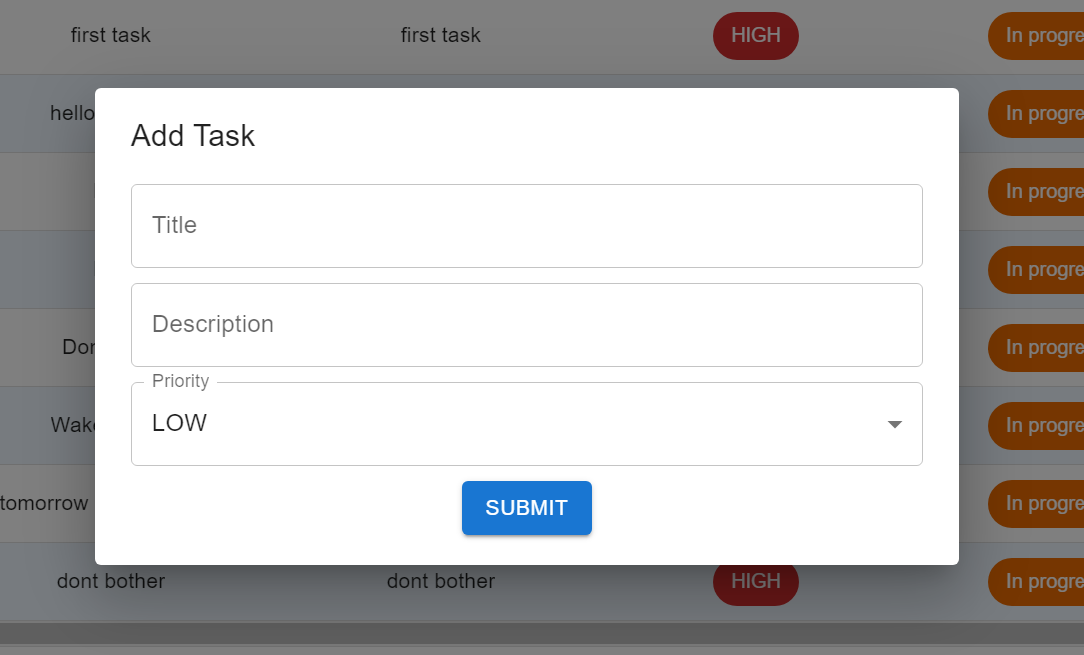 first task first task HIGH In progre
hello In progre
Add Task
In progre
Title
In progre
Description
Don In progre
Priority
LOW
Wake In progre
tomorrow In progre
SUBMIT
dont bother dont bother HIGH In progre